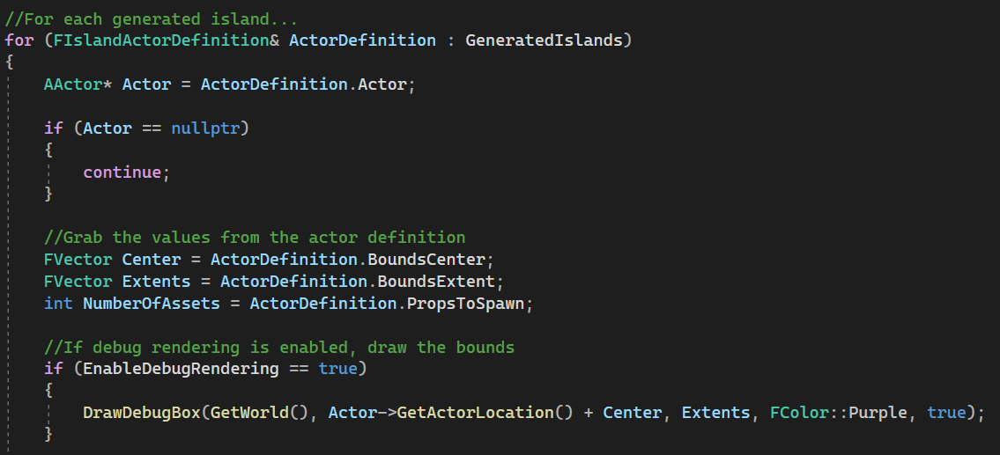 //For each generated island...
for (FIslandActorDefinition& ActorDefinition : GeneratedIslands)
{
AActor* Actor = ActorDefinition.Actor;
if (Actor == nullptr)
{
continue;
}
//Grab the values from the actor definition
FVector Center = ActorDefinition.BoundsCenter;
FVector Extents = ActorDefinition.BoundsExtent;
int NumberOfAssets = ActorDefinition.PropsToSpawn;
//If debug rendering is enabled, draw the bounds
if (EnableDebugRendering == true)
{
DrawDebugBox(GetWorld(), Actor->GetActorLocation() + Center, Extents, FColor::Purple, true);
}